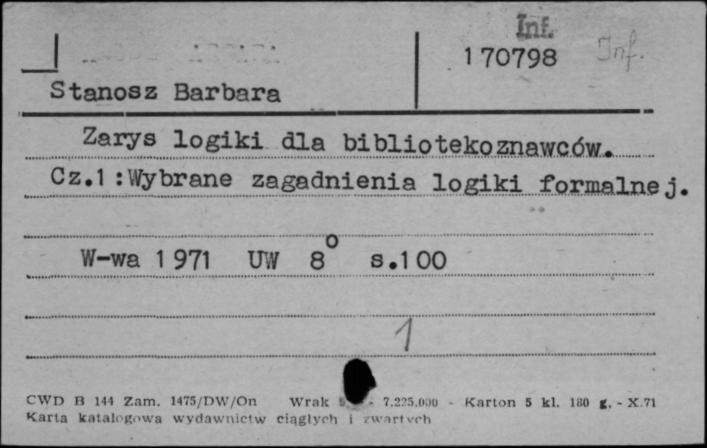 Inf.
170798 Inf.
Stanosz Barbara
Zarys logiki dla bibliotekoznawców.
Cz.1:Wybrane zagadnienia logiki formalnej.
W-wa 1971 UW 8° s.100
1
CWD B 144 Zam. 1475/DW/On Wrak 7.225.000 - Karton 5 kl. 180 g. - X.71
Karta katalogowa wydawnictw ciągłych i zwartych